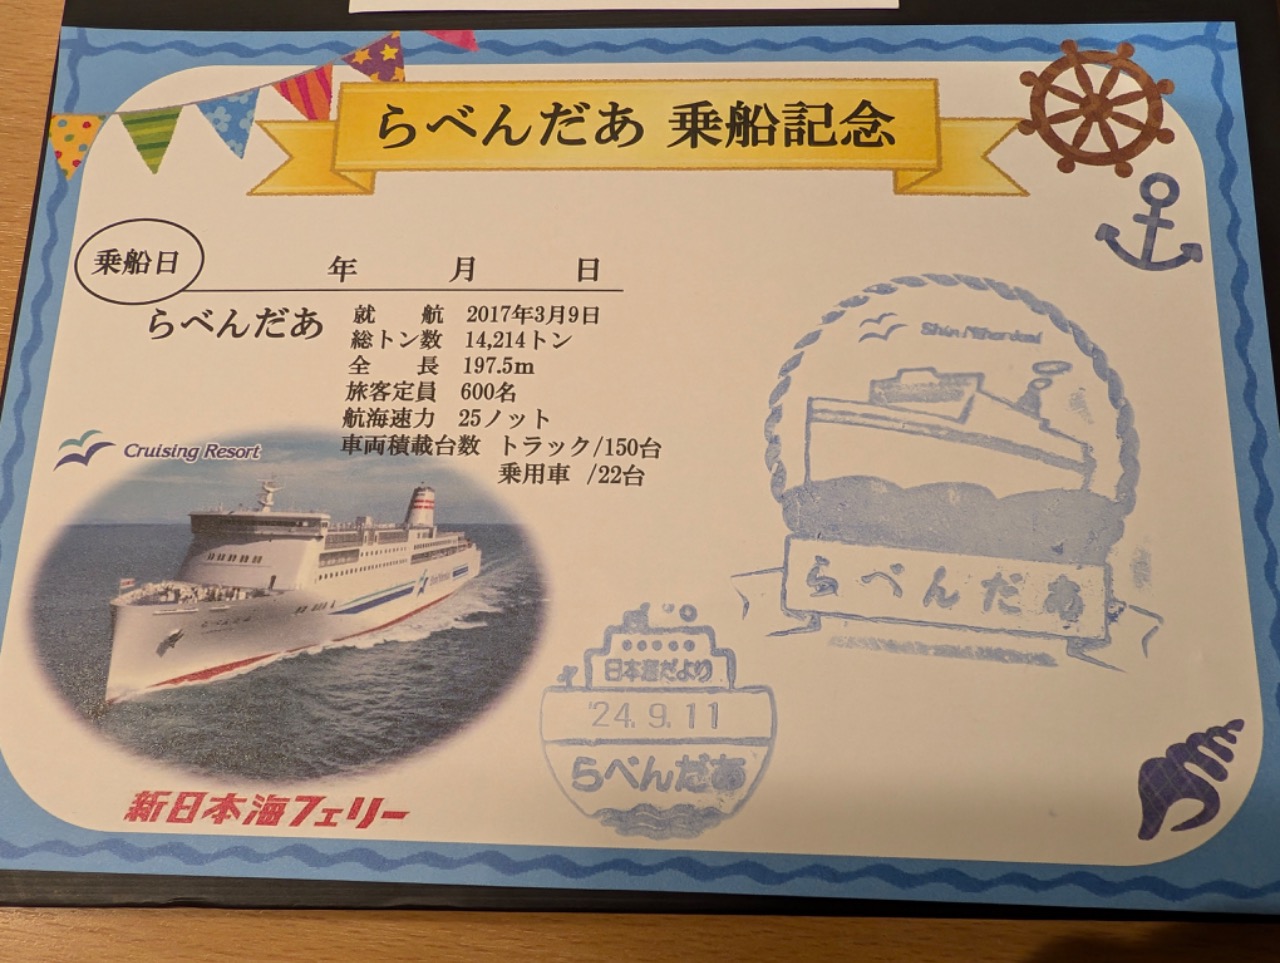 らべんだあ 乗船記念
乗船日 年 月 日
らべんだあ
就 航 2017年3月9日
総トン数 14,214トン
全 長 197.5m
旅客定員 600名
航海速力 25ノット
車両積載台数 トラック/150台
乗用車 /22台
Cruising Resort
新日本海フェリー
Shin Nihonkai
らべんだあ
日本海だより
'24.9.11
らべんだあ